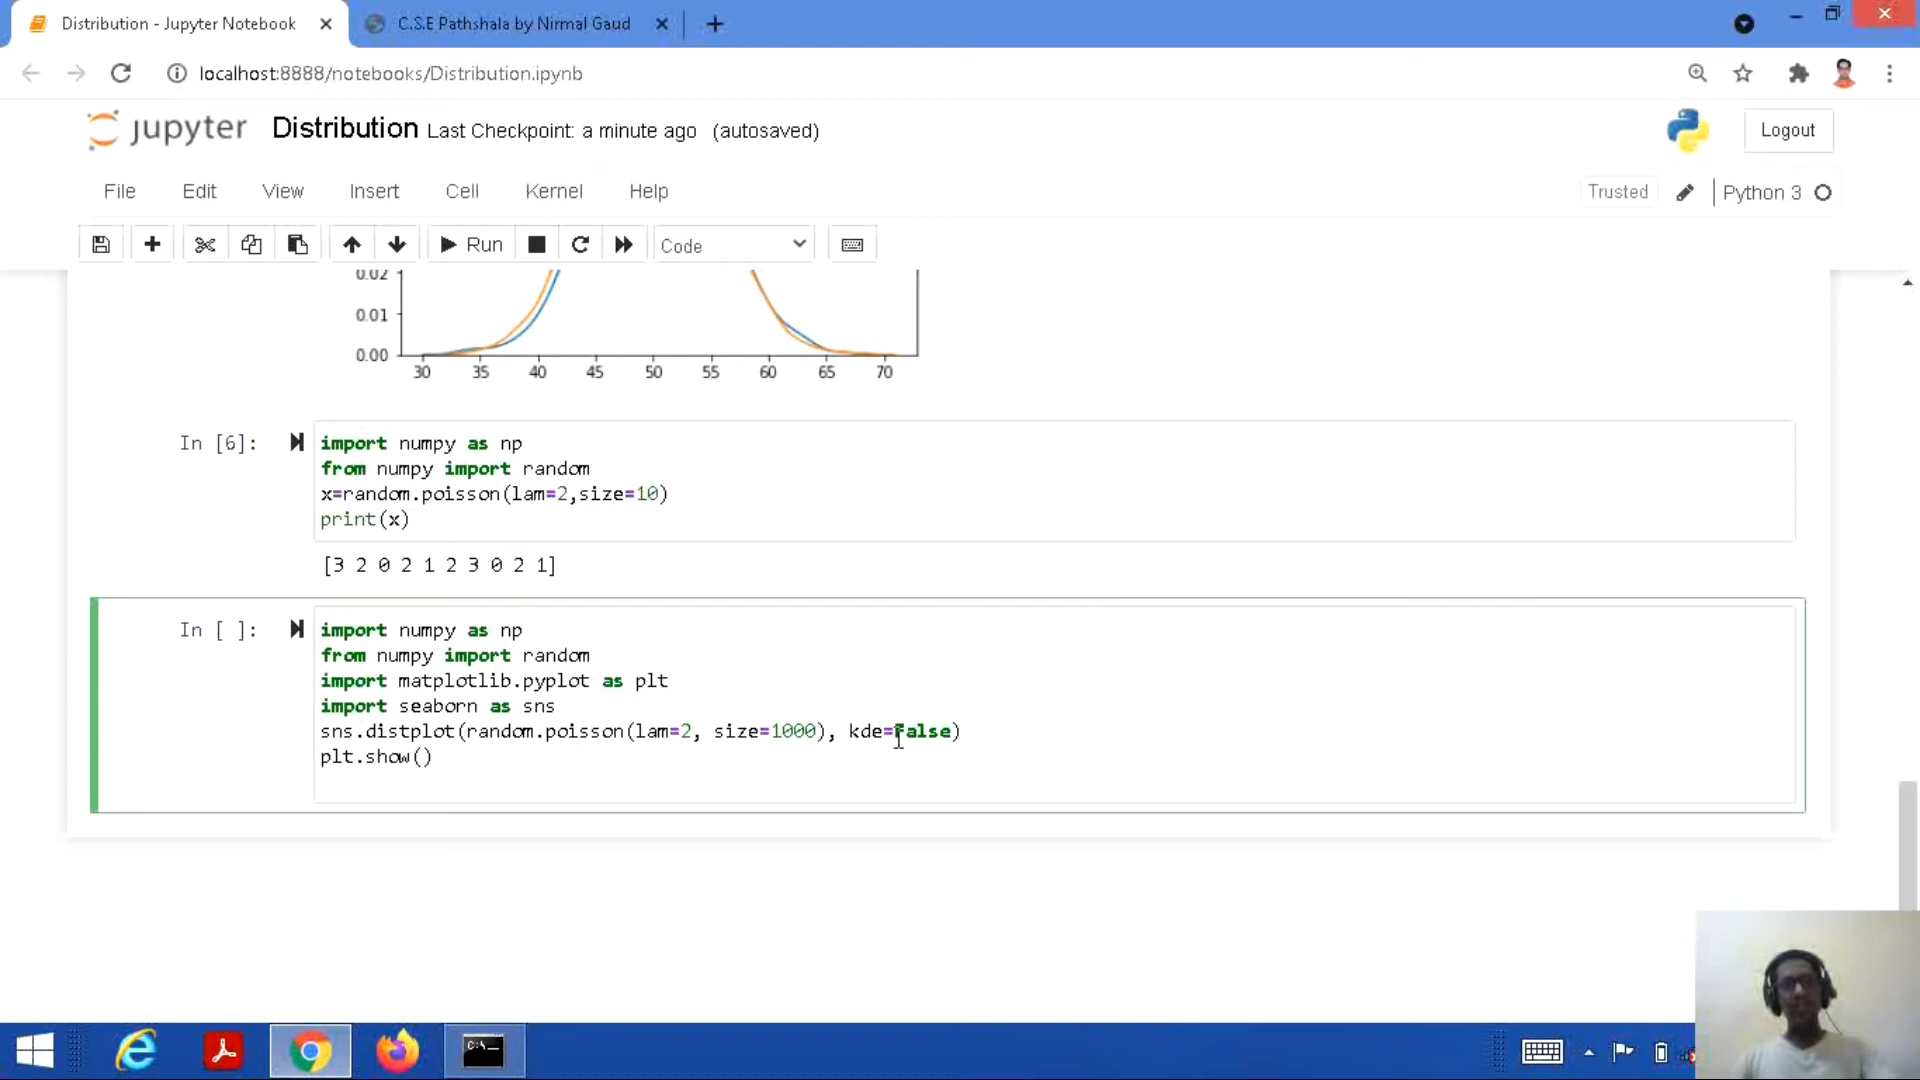 Distribution - Jupyter Notebook
C.S.E Pathshala by Nirmal Gaud
localhost:8888/notebooks/Distribution.ipynb
jupyter Distribution Last Checkpoint: a minute ago (autosaved)
Logout
File Edit View Insert Cell Kernel Help
Trusted Python 3
Run Code
0.02
0.01
0.00
30 35 40 45 50 55 60 65 70
In [6]:
import numpy as np
from numpy import random
x=random.poisson(lam=2,size=10)
print(x)
[3 2 0 2 1 2 3 0 2 1]
In [ ]:
import numpy as np
from numpy import random
import matplotlib.pyplot as plt
import seaborn as sns
sns.distplot(random.poisson(lam=2, size=1000), kde=False)
plt.show()
C:\_